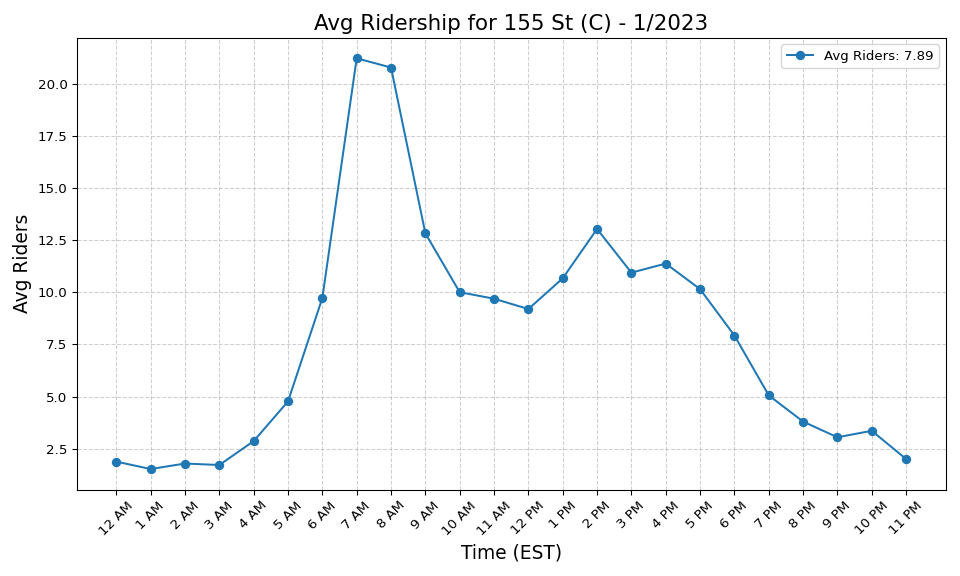 Avg Ridership for 155 St (C) - 1/2023
Avg Riders: 7.89
Avg Riders
20.0
17.5
15.0
12.5
10.0
7.5
5.0
2.5
12 AM
1 AM
2 AM
3 AM
4 AM
5 AM
6 AM
7 AM
8 AM
9 AM
10 AM
11 AM
12 PM
1 PM
2 PM
3 PM
4 PM
5 PM
6 PM
7 PM
8 PM
9 PM
10 PM
11 PM
Time (EST)